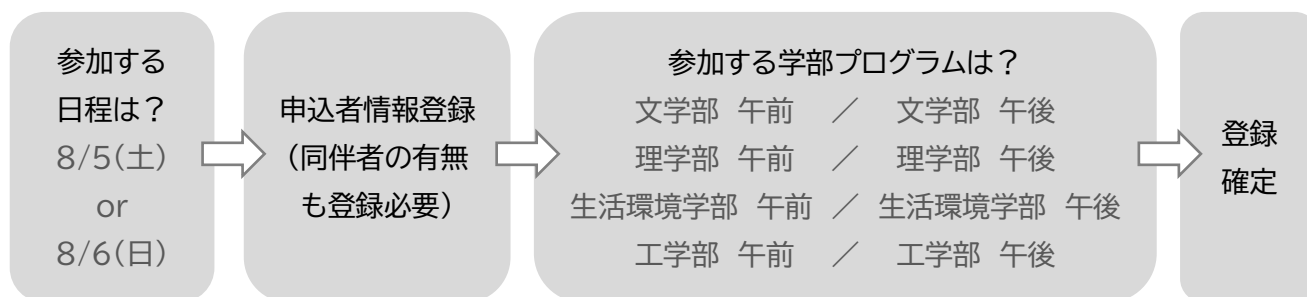 参加する
日程は？
8/5(土)
or
8/6(日)
申込者情報登録
（同伴者の有無
も登録必要）
参加する学部プログラムは？
文学部 午前 ／ 文学部 午後
理学部 午前 ／ 理学部 午後
生活環境学部 午前 ／ 生活環境学部 午後
工学部 午前 ／ 工学部 午後
登録
確定